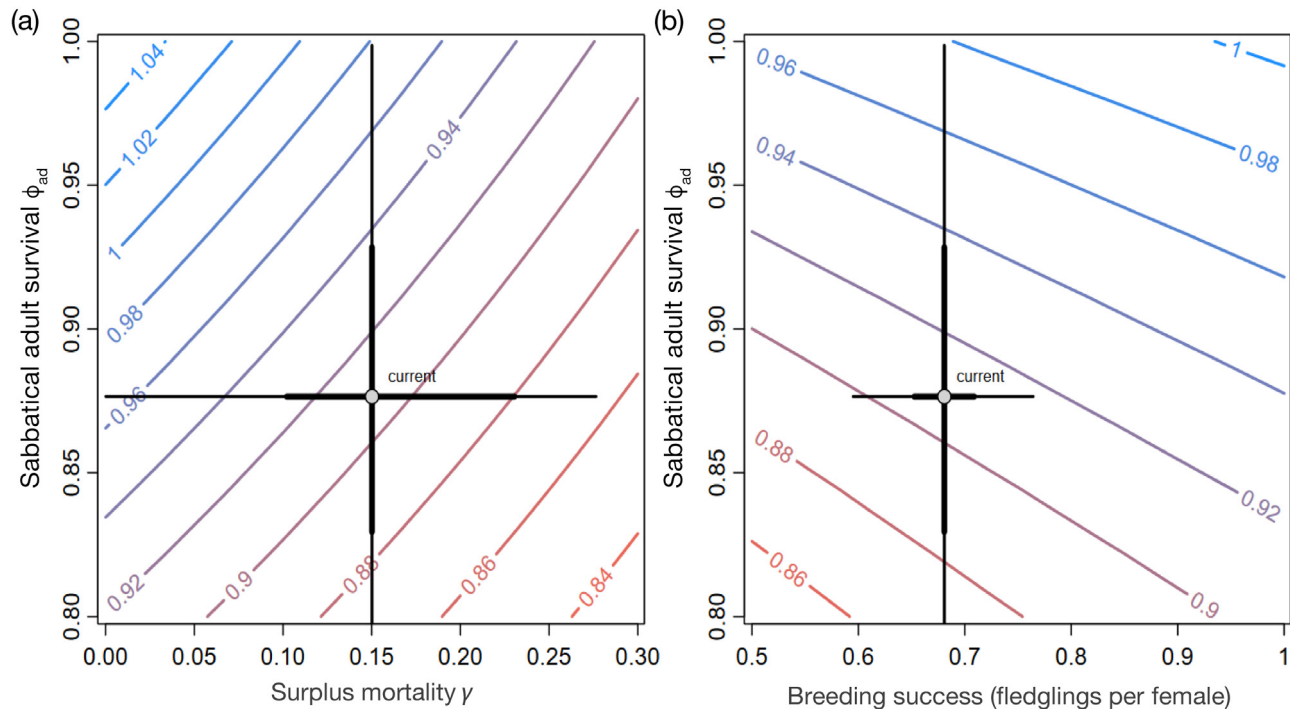 (a)
Sabbatical adult survival ϕad
1.00
0.95
0.90
0.85
0.80
1.04
1.02
1
0.98
0.96
0.94
0.92
0.9
0.88
0.86
0.84
current
0.00 0.05 0.10 0.15 0.20 0.25 0.30
Surplus mortality γ
(b)
Sabbatical adult survival ϕad
1.00
0.95
0.90
0.85
0.80
1
0.98
0.96
0.94
0.92
0.9
0.88
0.86
current
0.5 0.6 0.7 0.8 0.9 1
Breeding success (fledglings per female)